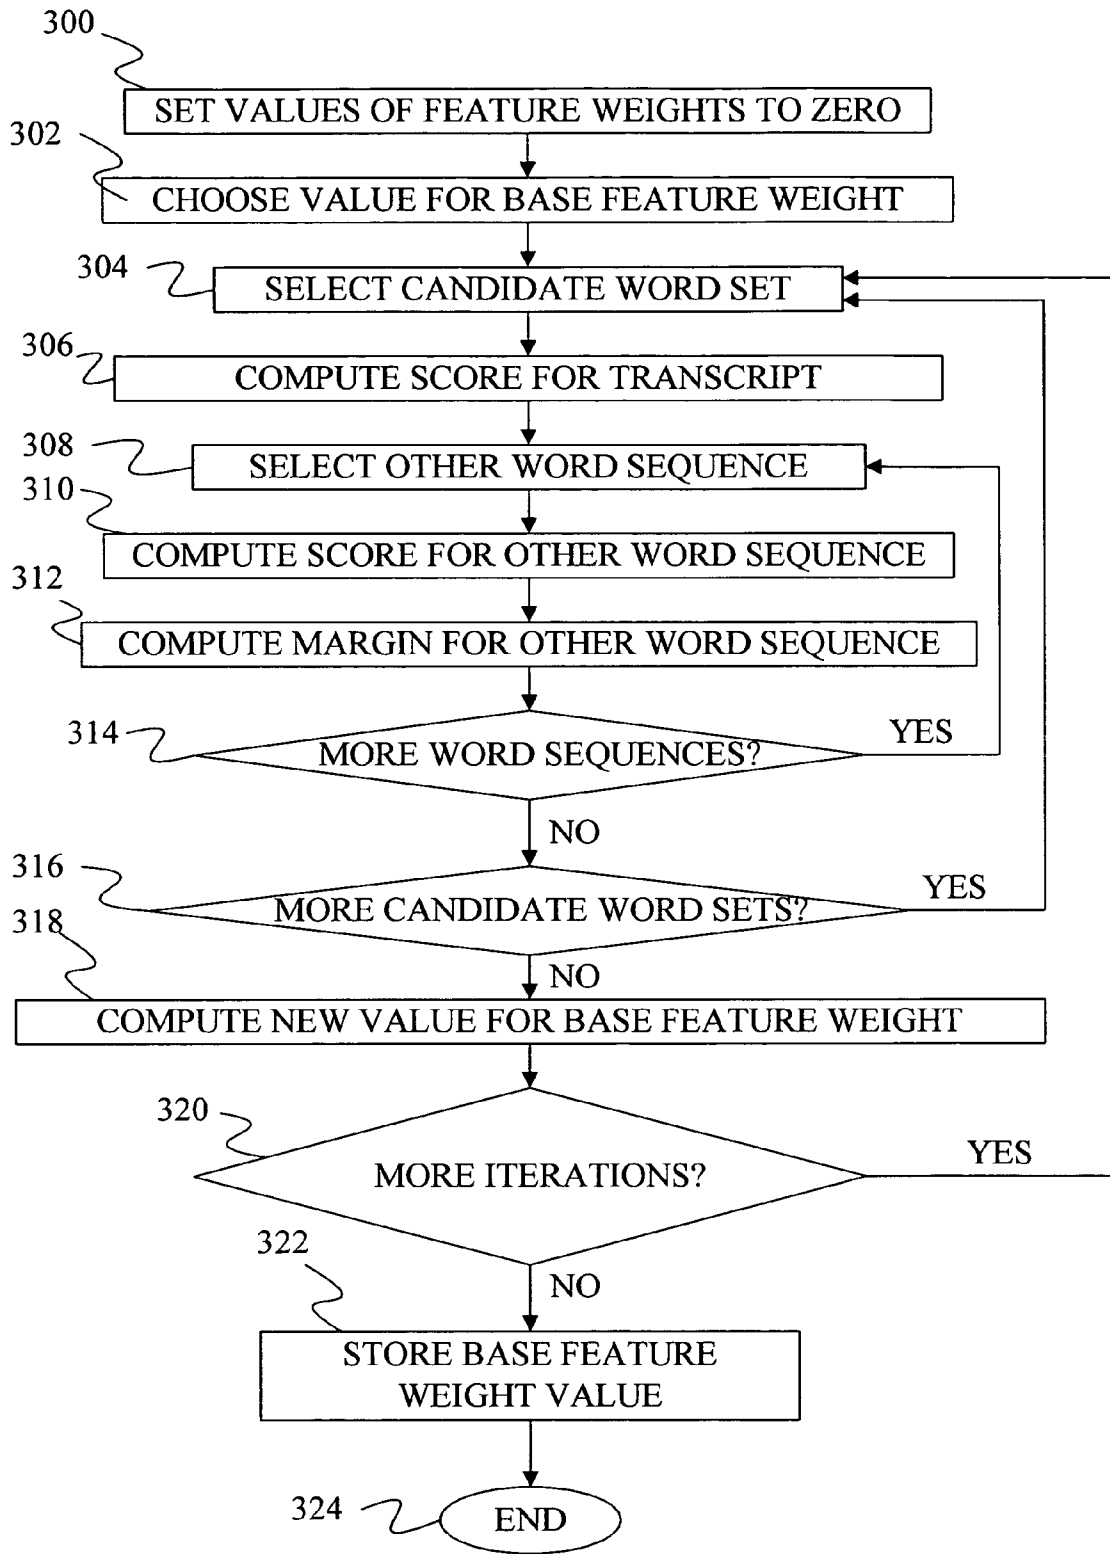 300
SET VALUES OF FEATURE WEIGHTS TO ZERO
302
CHOOSE VALUE FOR BASE FEATURE WEIGHT
304
SELECT CANDIDATE WORD SET
306
COMPUTE SCORE FOR TRANSCRIPT
308
SELECT OTHER WORD SEQUENCE
310
COMPUTE SCORE FOR OTHER WORD SEQUENCE
312
COMPUTE MARGIN FOR OTHER WORD SEQUENCE
314
MORE WORD SEQUENCES?
YES
NO
316
MORE CANDIDATE WORD SETS?
YES
318
NO
COMPUTE NEW VALUE FOR BASE FEATURE WEIGHT
320
MORE ITERATIONS?
YES
322
NO
STORE BASE FEATURE
WEIGHT VALUE
324
END